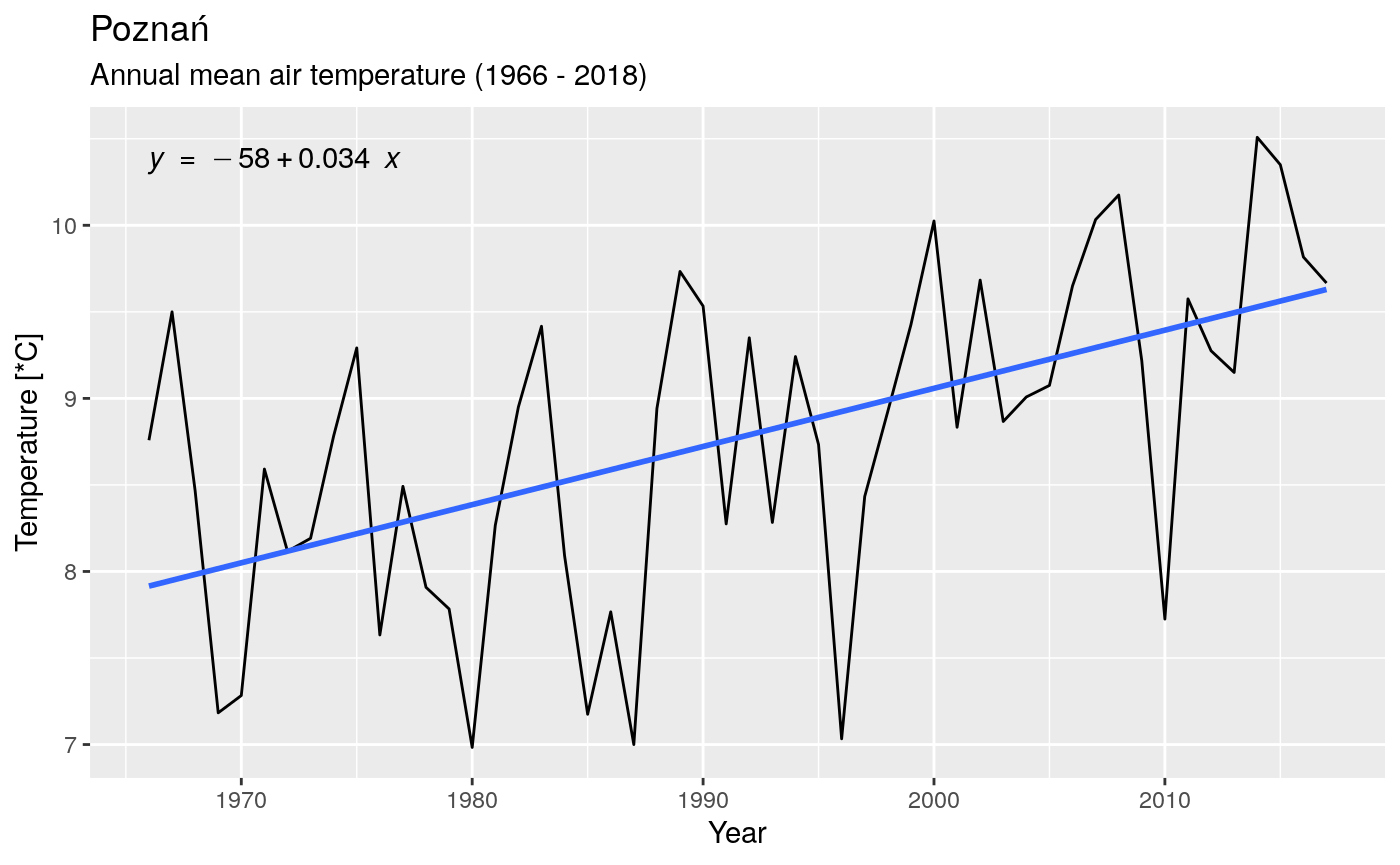 Poznań
Annual mean air temperature (1966 - 2018)
y = −58+0.034 x
Temperature [*C]
10
9
8
7
1970 1980 1990 2000 2010
Year